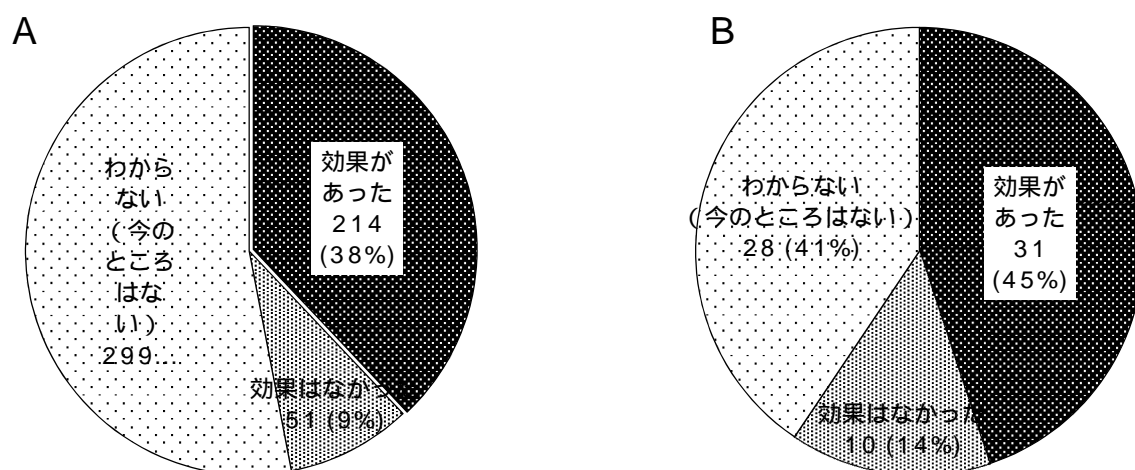 A
わから
ない
(今の
ところ
はな
い)
299...
効果が
あった
214
(38%)
効果はなかった
51 (9%)
B
わからない
(今のところはない)
28 (41%)
効果が
あった
31
(45%)
効果はなかった
10 (14%)